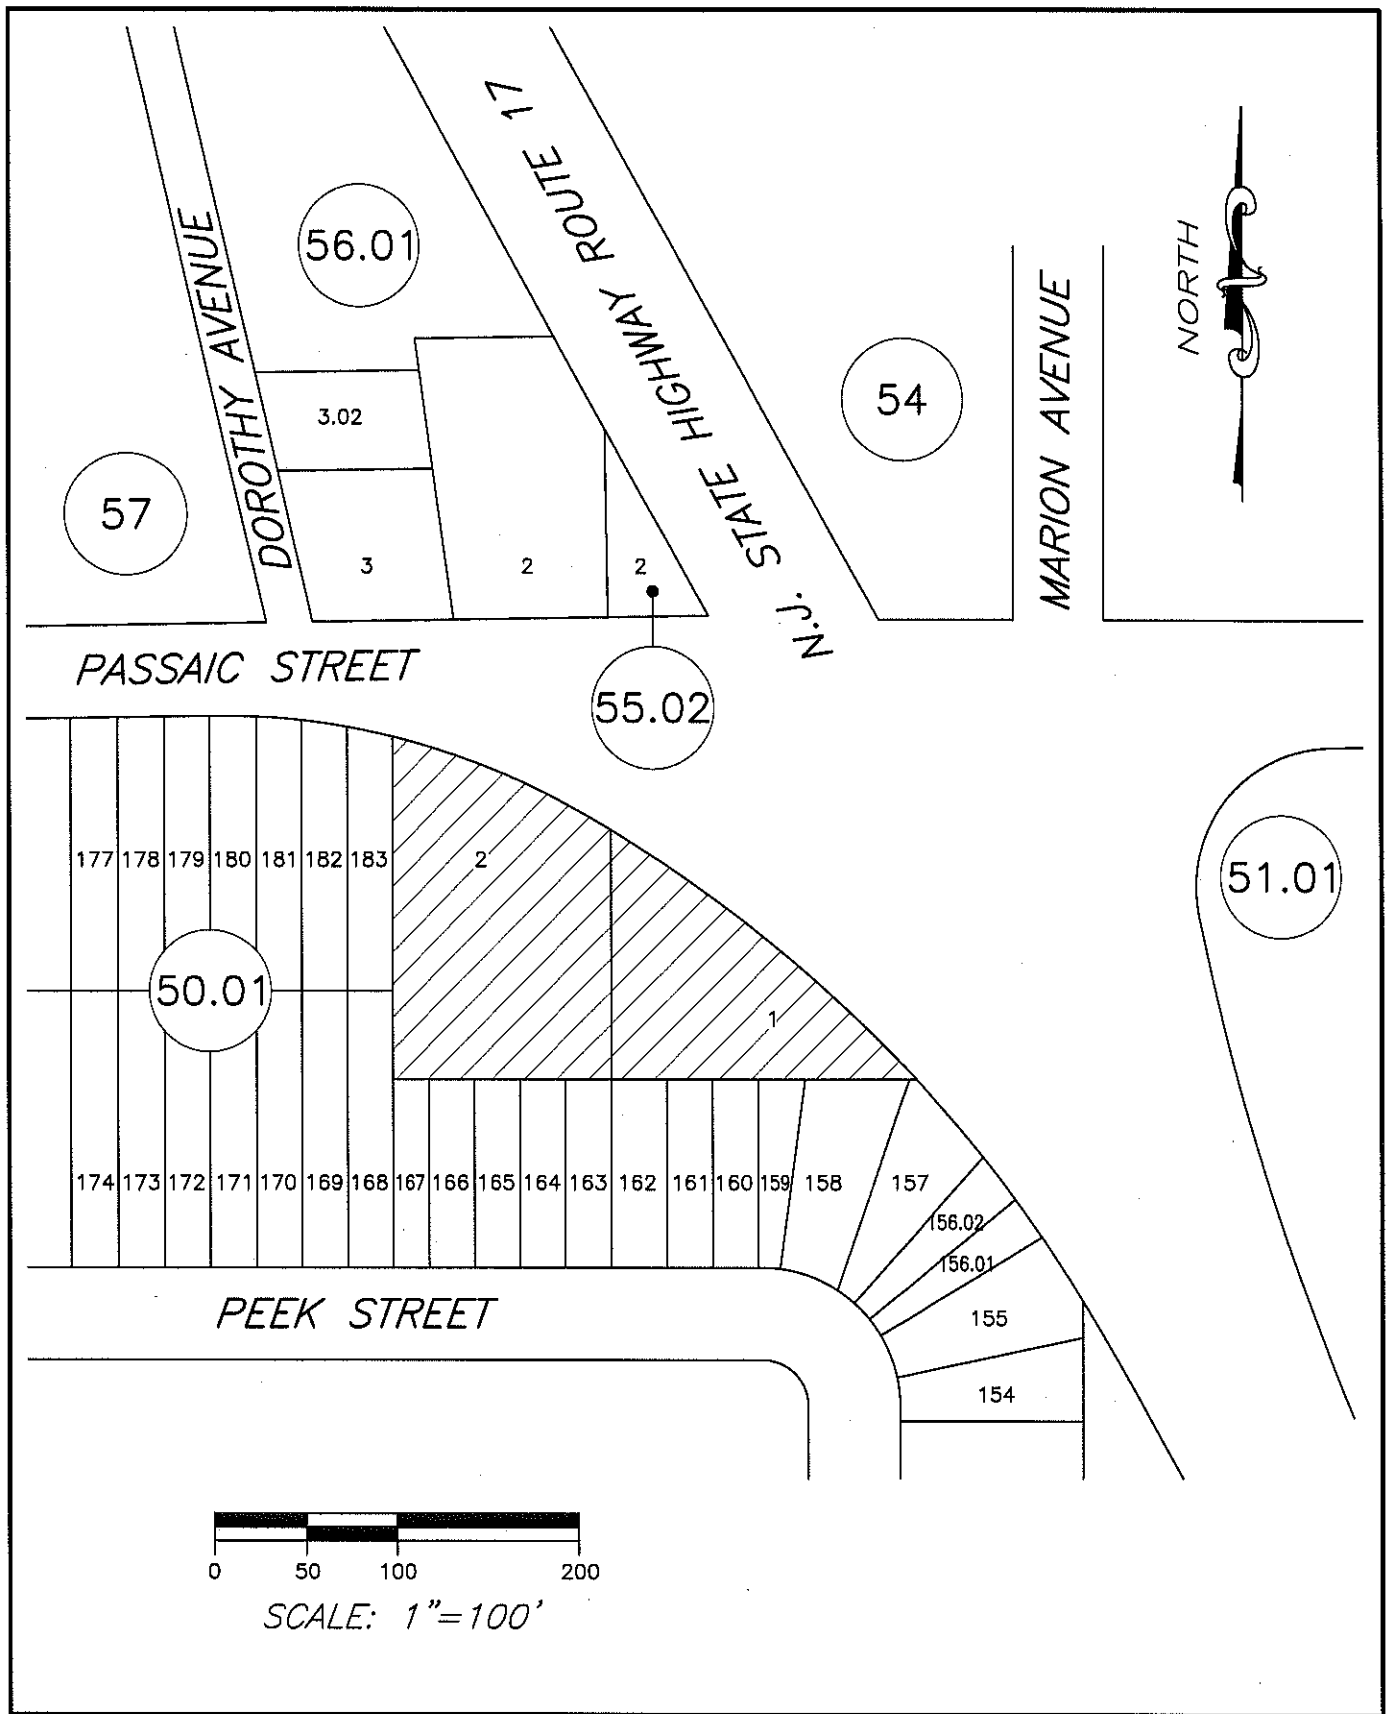 N.J. STATE HIGHWAY ROUTE 17
DOROTHY AVENUE
56.01
NORTH
MARION AVENUE
54
3.02
57
3
2
2
PASSAIC STREET
55.02
177 178 179 180 181 182 183
2
51.01
50.01
1
174 173 172 171 170 169 168 167 166 165 164 163 162 161 160 159 158 157
156.02
156.01
PEEK STREET
155
154
0 50 100 200
SCALE: 1"=100'